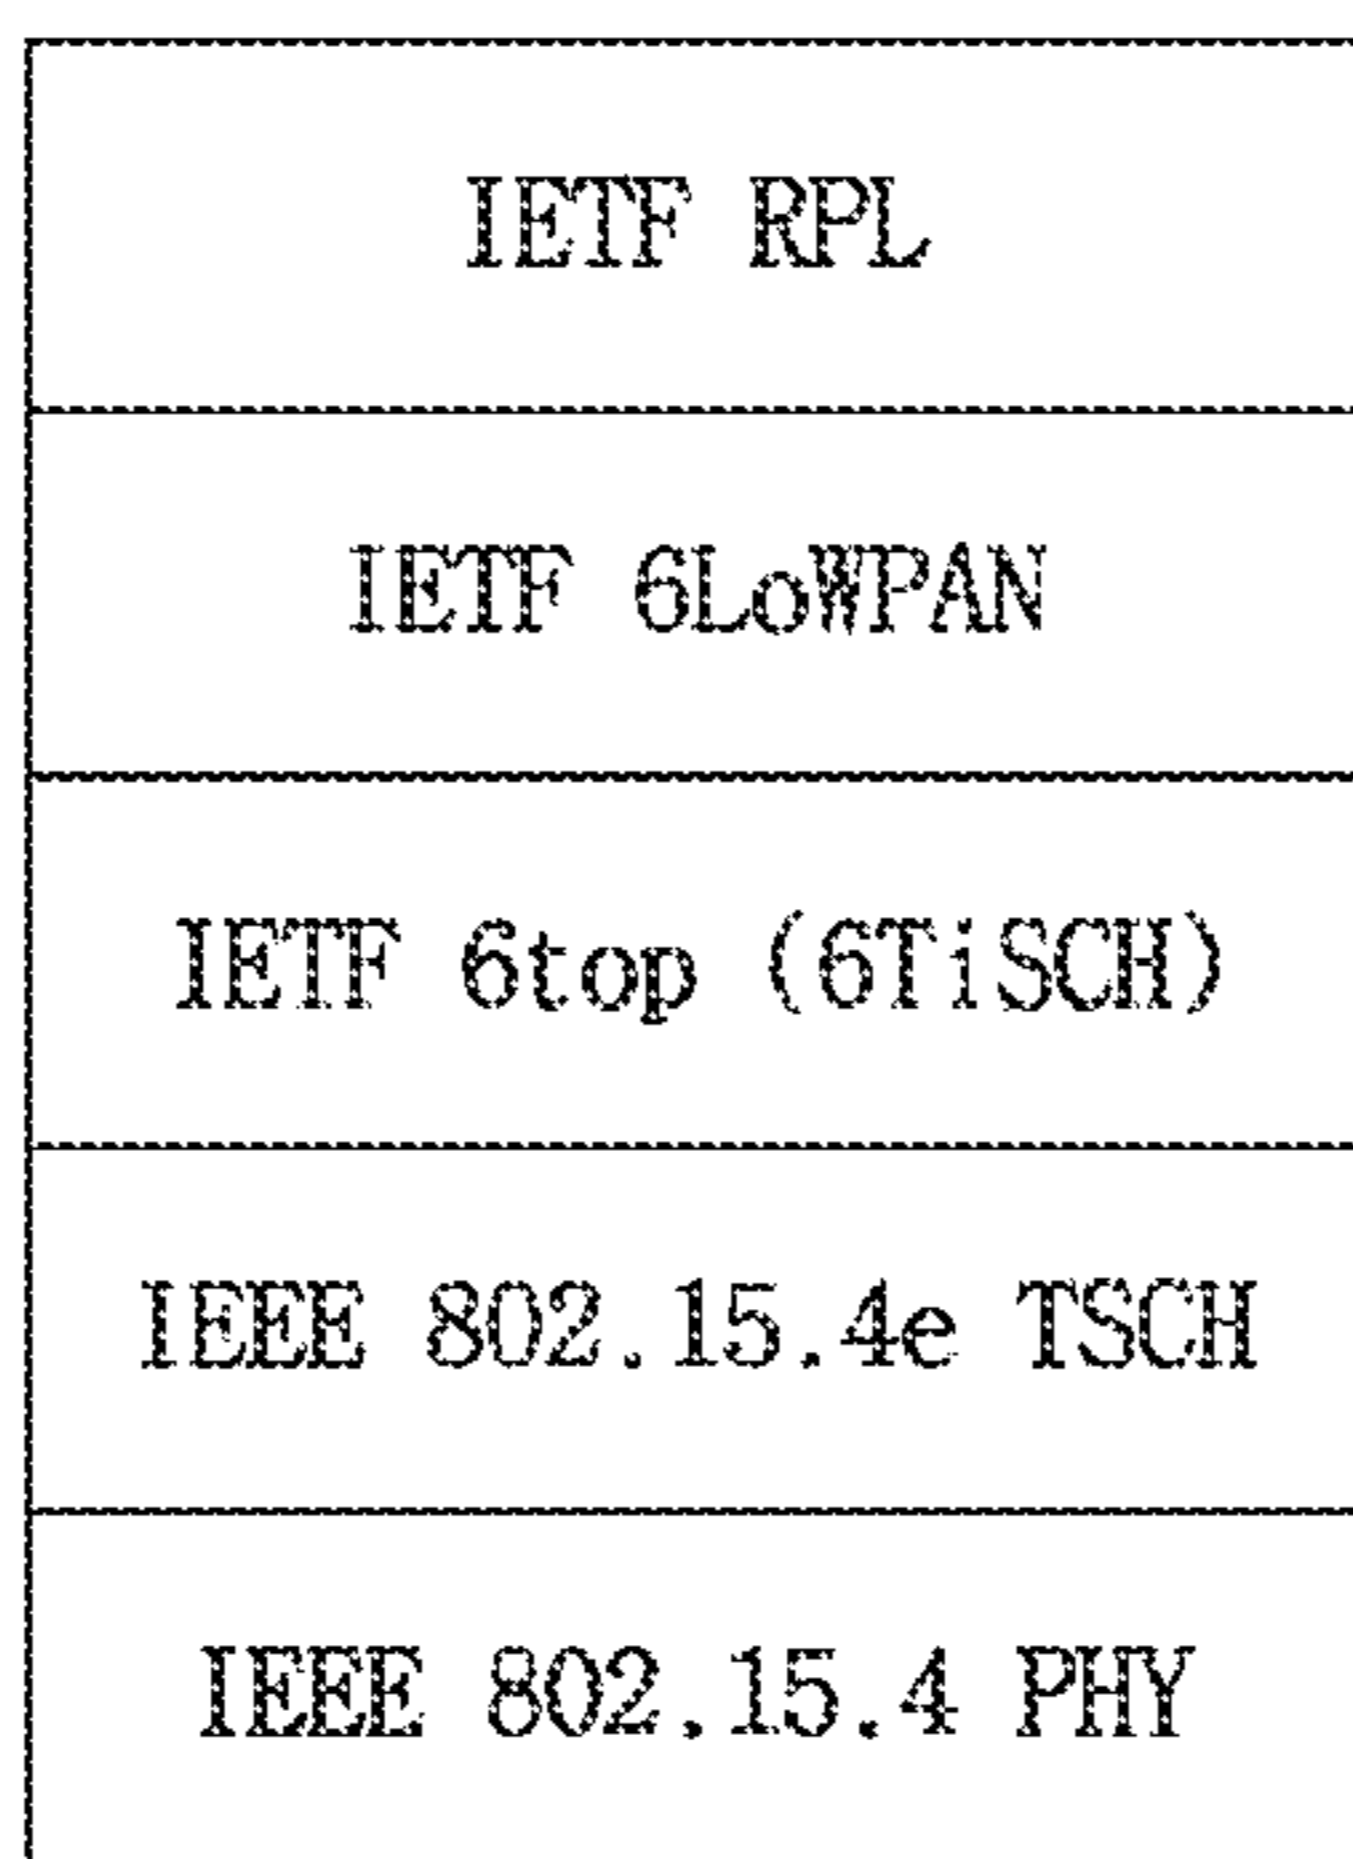 IETF RPL
IETF 6LoWPAN
IETF 6top (6TiSCH)
IEEE 802.15.4e TSCH
IEEE 802.15.4 PHY